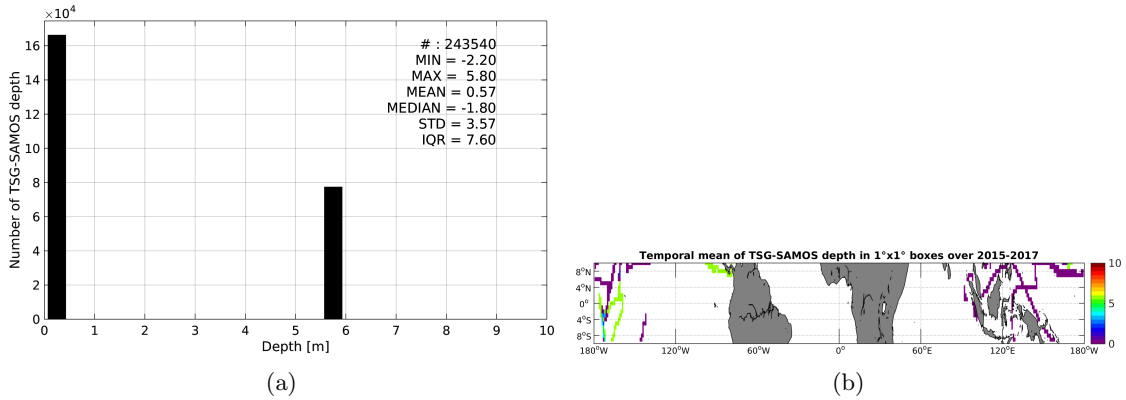 ×10⁴
16
14
12
10
8
6
4
2
0
Number of TSG-SAMOS depth
# : 243540
MIN = -2.20
MAX = 5.80
MEAN = 0.57
MEDIAN = -1.80
STD = 3.57
IQR = 7.60
0 1 2 3 4 5 6 7 8 9 10
Depth [m]
(a)
Temporal mean of TSG-SAMOS depth in 1°x1° boxes over 2015-2017
8°N
4°N
0°
4°S
8°S
180°W 120°W 60°W 0° 60°E 120°E 180°W
10
5
0
(b)